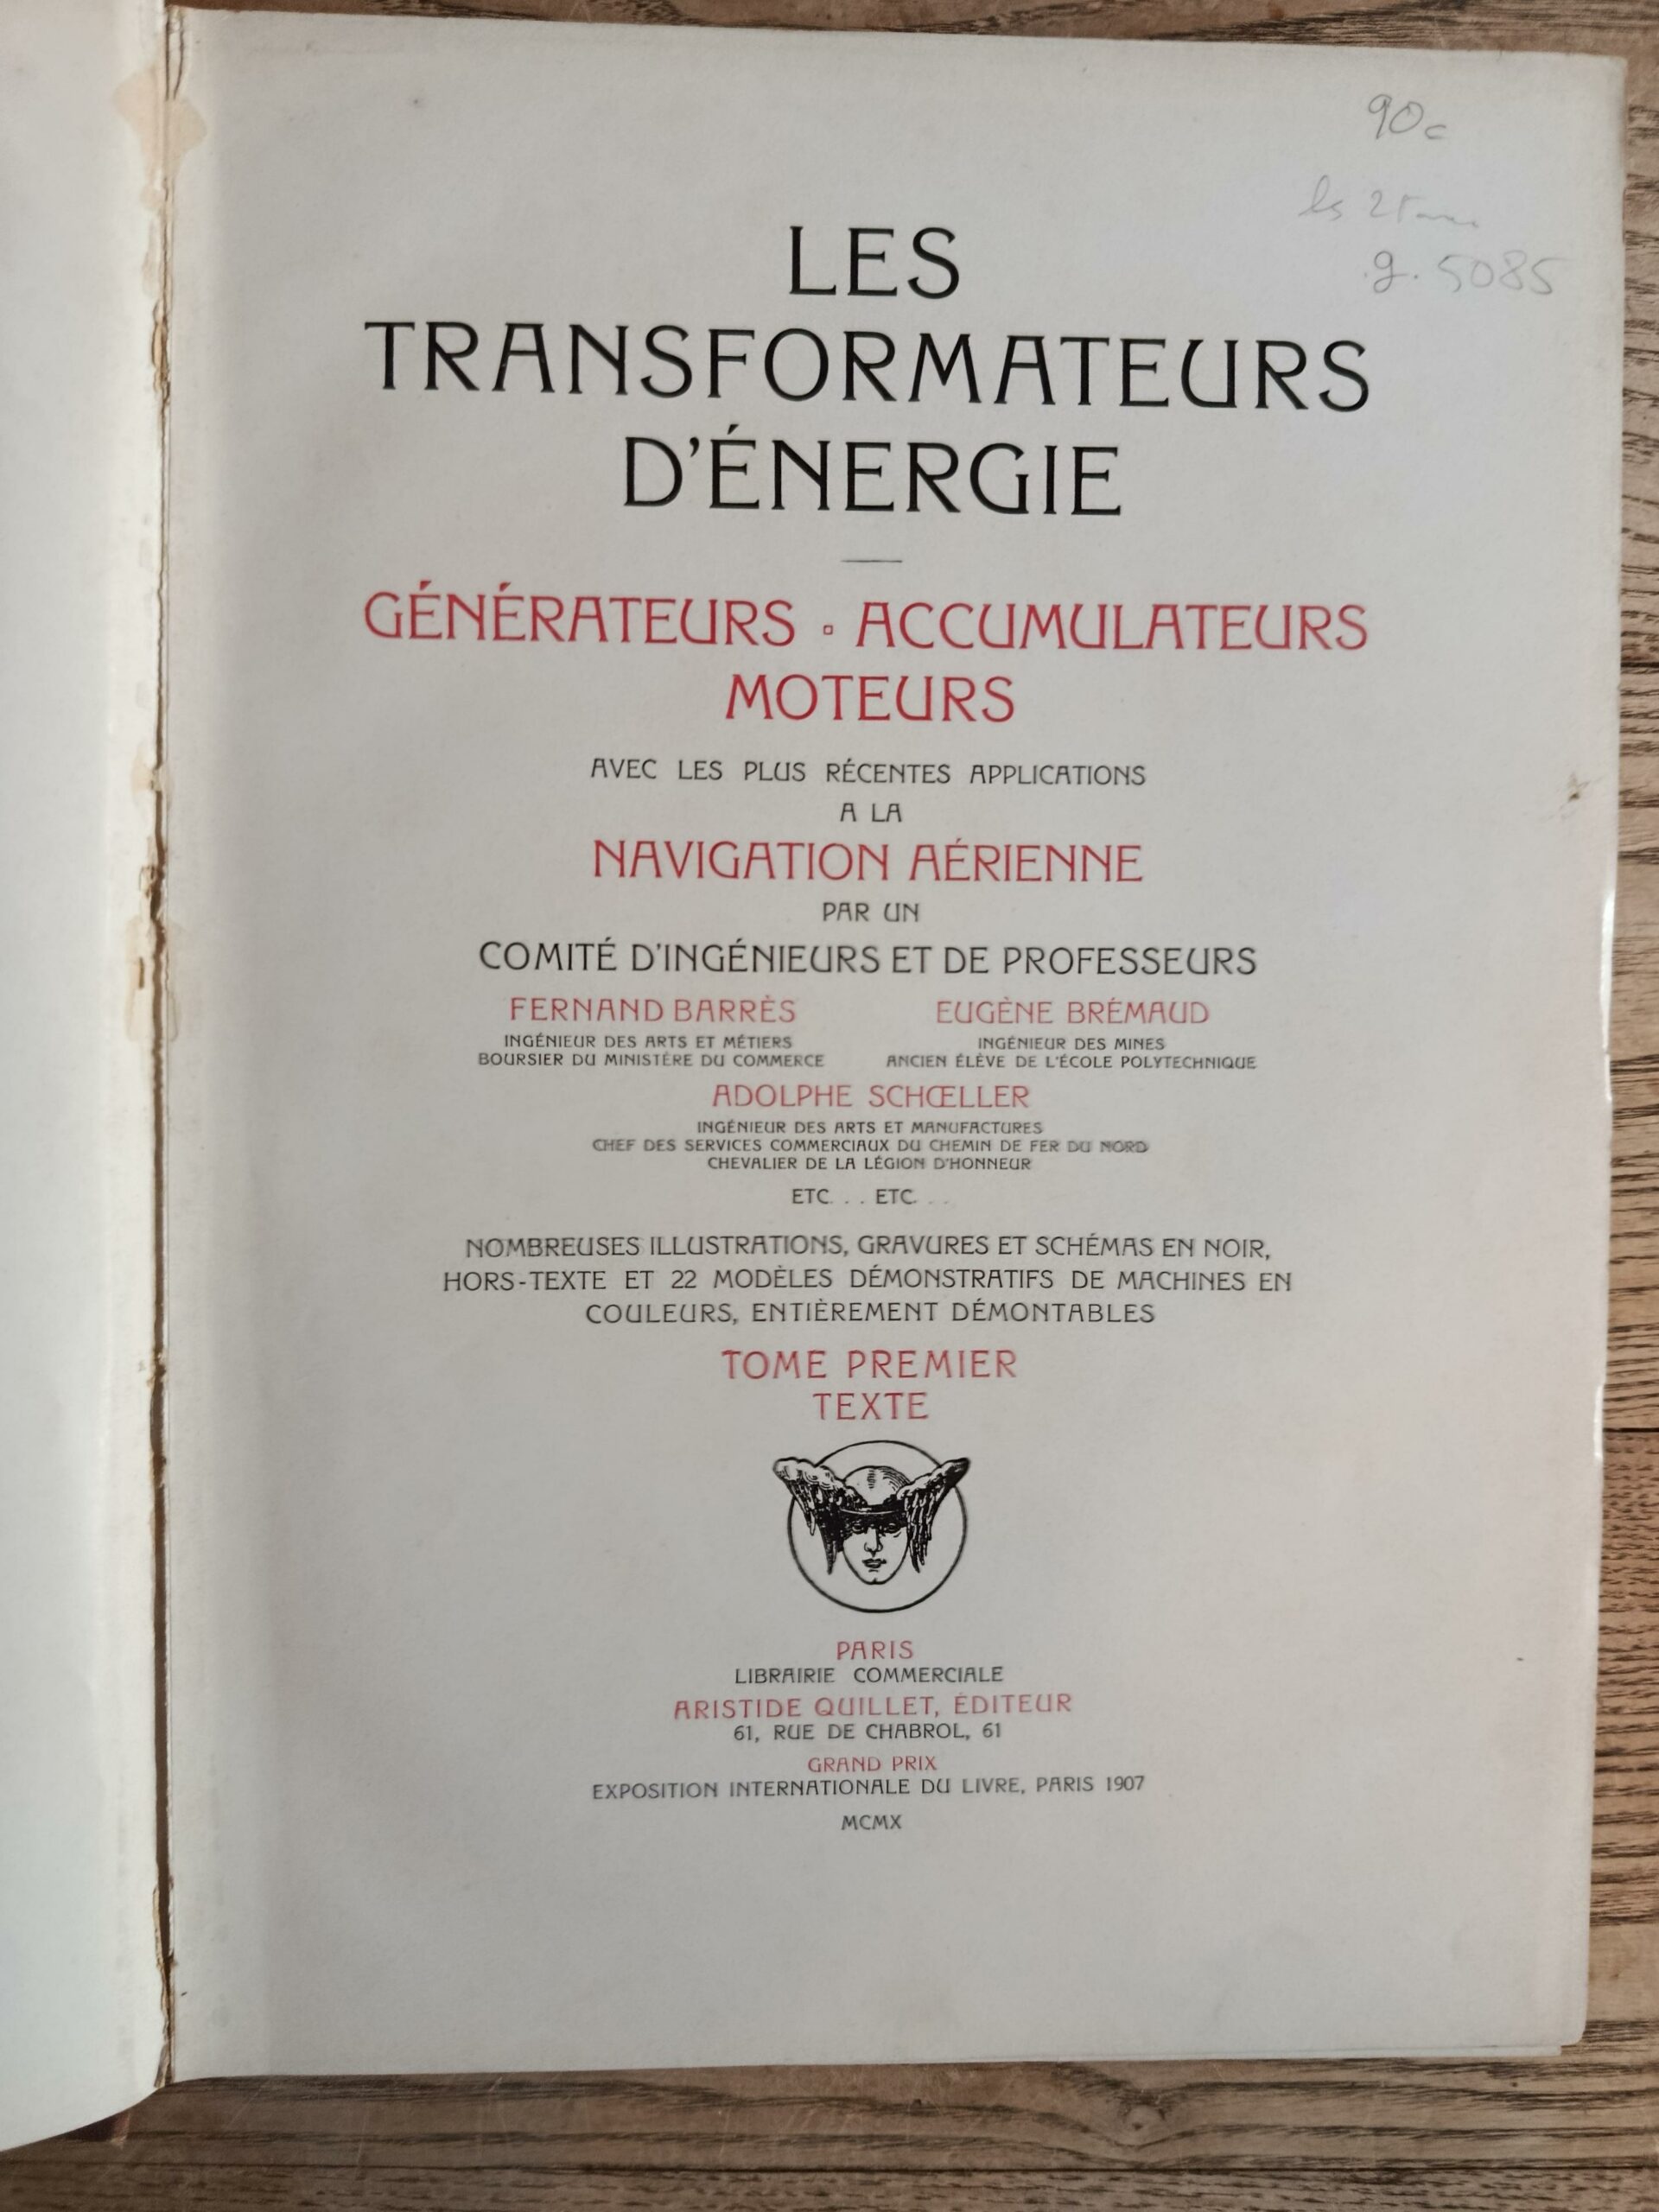 90c
les 2
g. 5085
LES
TRANSFORMATEURS
D'ÉNERGIE
GÉNÉRATEURS ▫ ACCUMULATEURS
MOTEURS
AVEC LES PLUS RÉCENTES APPLICATIONS
A LA
NAVIGATION AÉRIENNE
PAR UN
COMITÉ D'INGÉNIEURS ET DE PROFESSEURS
FERNAND BARRÈS
INGÉNIEUR DES ARTS ET MÉTIERS
BOURSIER DU MINISTÈRE DU COMMERCE
EUGÈNE BRÉMAUD
INGÉNIEUR DES MINES
ANCIEN ÉLÈVE DE L'ÉCOLE POLYTECHNIQUE
ADOLPHE SCHŒLLER
INGÉNIEUR DES ARTS ET MANUFACTURES
CHEF DES SERVICES COMMERCIAUX DU CHEMIN DE FER DU NORD
CHEVALIER DE LA LÉGION D'HONNEUR
ETC. . . ETC. . .
NOMBREUSES ILLUSTRATIONS, GRAVURES ET SCHÉMAS EN NOIR,
HORS-TEXTE ET 22 MODÈLES DÉMONSTRATIFS DE MACHINES EN
COULEURS, ENTIÈREMENT DÉMONTABLES
TOME PREMIER
TEXTE
PARIS
LIBRAIRIE COMMERCIALE
ARISTIDE QUILLET, ÉDITEUR
61, RUE DE CHABROL, 61
GRAND PRIX
EXPOSITION INTERNATIONALE DU LIVRE, PARIS 1907
MCMX